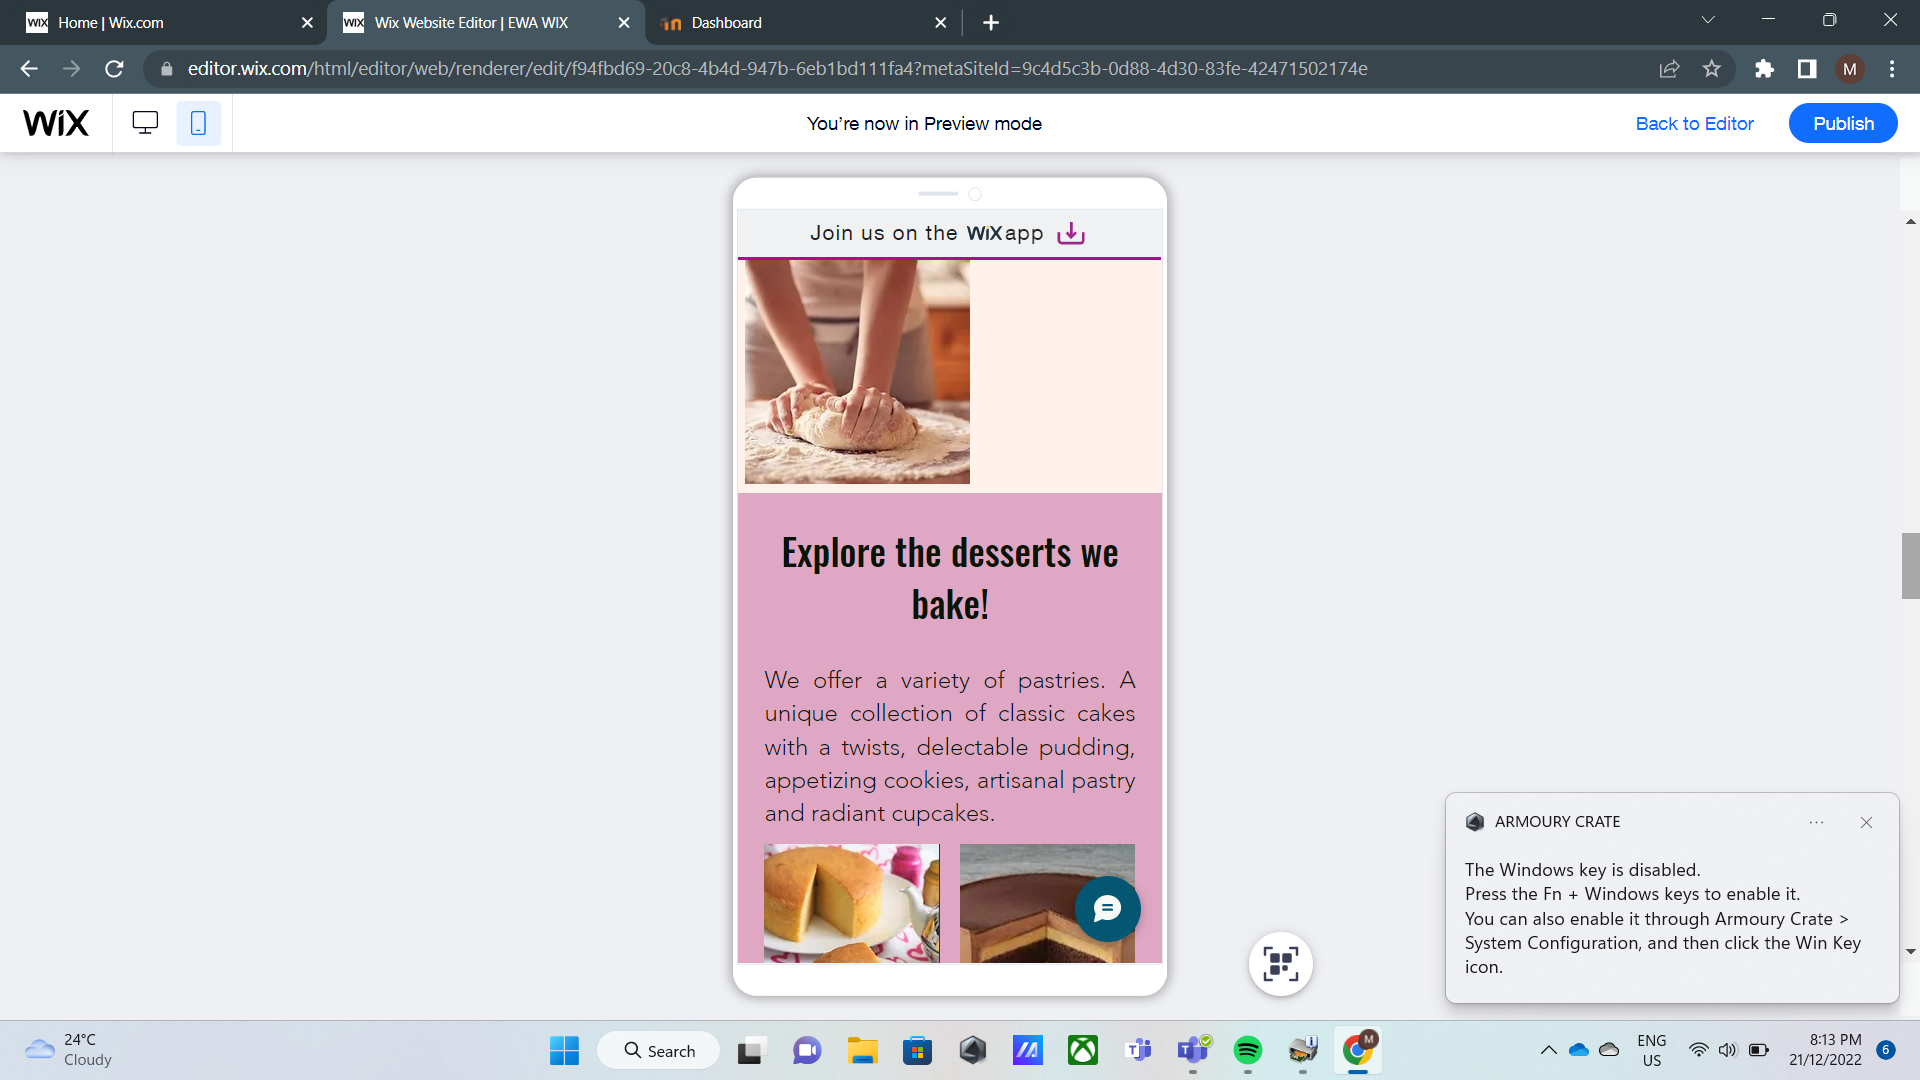 WiX Home | Wix.com
WiX Wix Website Editor | EWA WIX
Dashboard
editor.wix.com/html/editor/web/renderer/edit/f94fbd69-20c8-4b4d-947b-6eb1bd111fa4?metaSiteId=9c4d5c3b-0d88-4d30-83fe-42471502174e
M
WiX
You're now in Preview mode
Back to Editor
Publish
Join us on the WiX app
Explore the desserts we
bake!
We offer a variety of pastries. A
unique collection of classic cakes
with a twists, delectable pudding,
appetizing cookies, artisanal pastry
and radiant cupcakes.
ARMOURY CRATE
The Windows key is disabled.
Press the Fn + Windows keys to enable it.
You can also enable it through Armoury Crate >
System Configuration, and then click the Win Key
icon.
24°C
Cloudy
Search
M
ENG
US
8:13 PM
21/12/2022
6